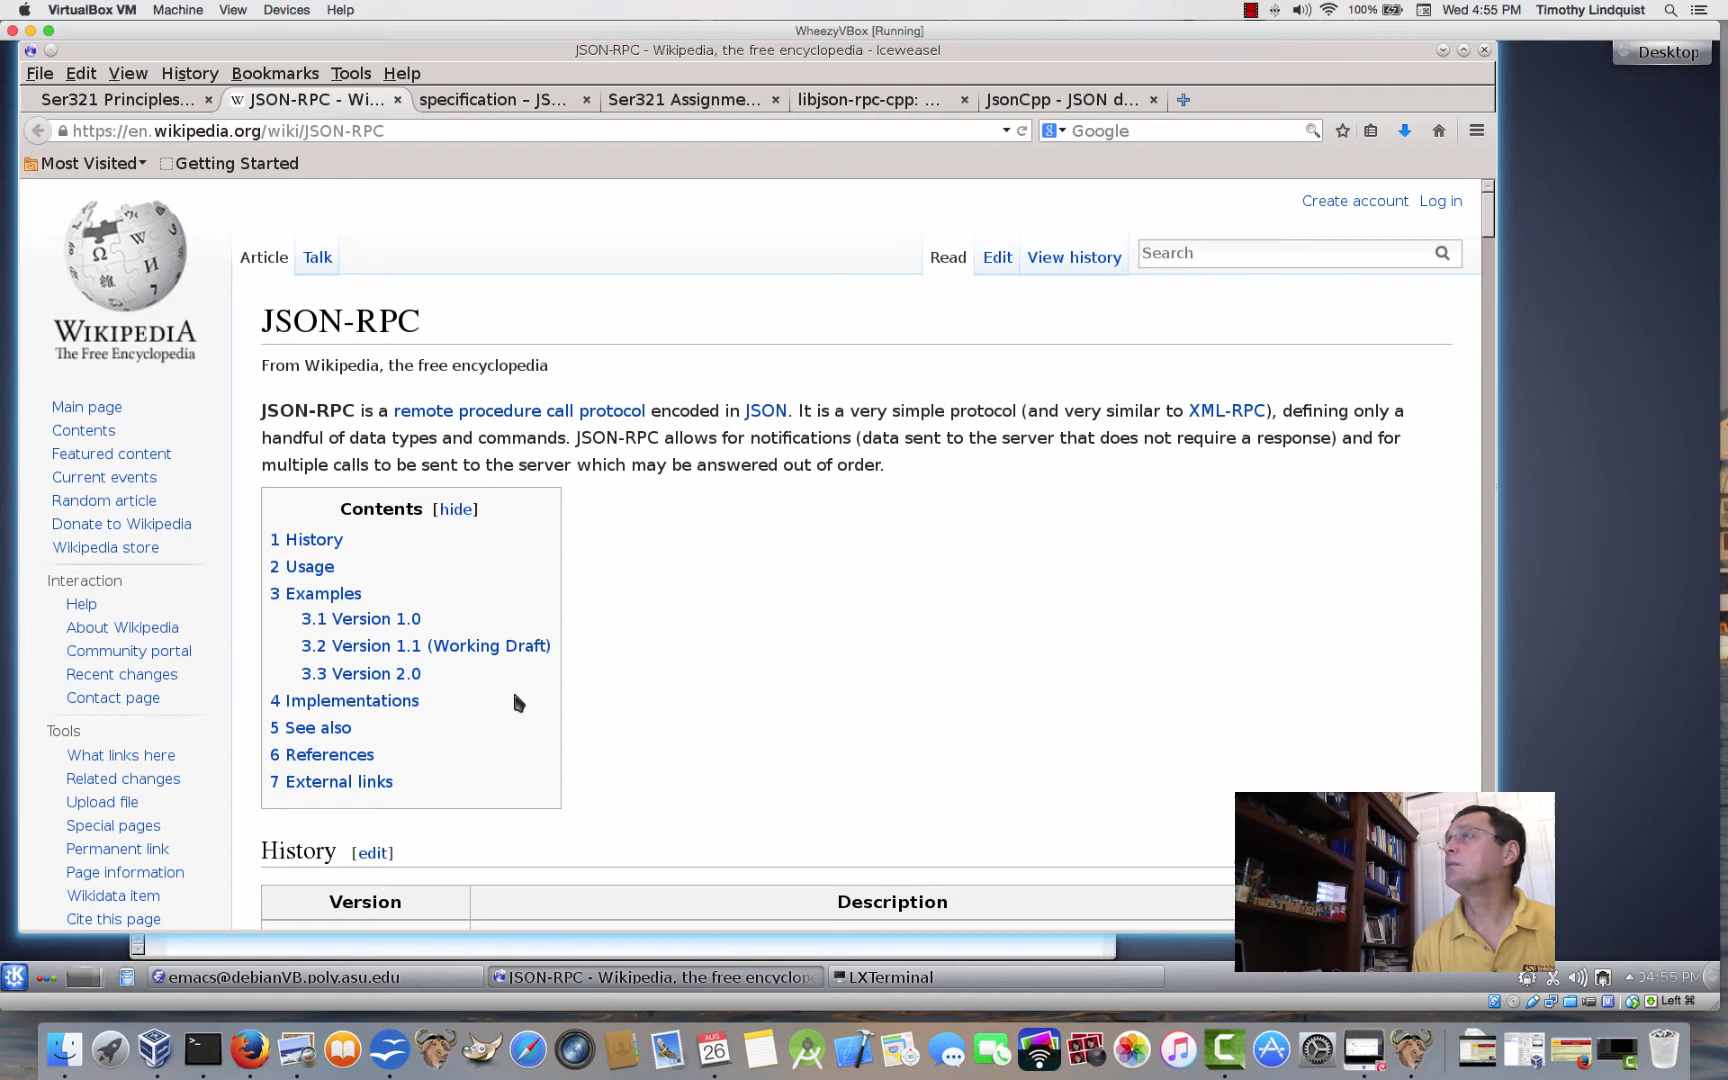 VirtualBox VM Machine View Devices Help 100% Wed 4:55 PM Timothy Lindquist
WheezyVBox [Running]
JSON-RPC - Wikipedia, the free encyclopedia - Iceweasel
Desktop
File Edit View History Bookmarks Tools Help
Ser321 Principles... JSON-RPC - Wi... specification – JS... Ser321 Assignme... libjson-rpc-cpp: ... JsonCpp - JSON d...
https://en.wikipedia.org/wiki/JSON-RPC Google
Most Visited Getting Started
Create account Log in
Article Talk Read Edit View history Search
WIKIPEDIA
The Free Encyclopedia
Main page
Contents
Featured content
Current events
Random article
Donate to Wikipedia
Wikipedia store
Interaction
Help
About Wikipedia
Community portal
Recent changes
Contact page
Tools
What links here
Related changes
Upload file
Special pages
Permanent link
Page information
Wikidata item
Cite this page
JSON-RPC
From Wikipedia, the free encyclopedia
JSON-RPC is a remote procedure call protocol encoded in JSON. It is a very simple protocol (and very similar to XML-RPC), defining only a
handful of data types and commands. JSON-RPC allows for notifications (data sent to the server that does not require a response) and for
multiple calls to be sent to the server which may be answered out of order.
Contents [hide]
1 History
2 Usage
3 Examples
3.1 Version 1.0
3.2 Version 1.1 (Working Draft)
3.3 Version 2.0
4 Implementations
5 See also
6 References
7 External links
History [edit]
Version Description
emacs@debianVB.poly.asu.edu JSON-RPC - Wikipedia, the free encyclop LXTerminal 04:55 PM
Left ⌘
AUG
26